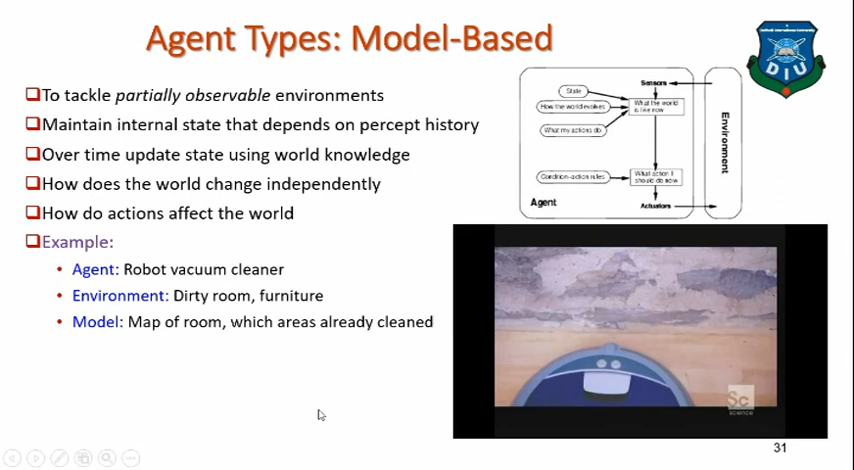 Agent Types: Model-Based
To tackle partially observable environments
Maintain internal state that depends on percept history
Over time update state using world knowledge
How does the world change independently
How do actions affect the world
Example:
• Agent: Robot vacuum cleaner
• Environment: Dirty room, furniture
• Model: Map of room, which areas already cleaned
DIU
Sensors
State
How the world evolves
What the world
is like now
What my actions do
Condition-action rules
What action I
should do now
Agent
Actuators
Environment
Sc
science
31